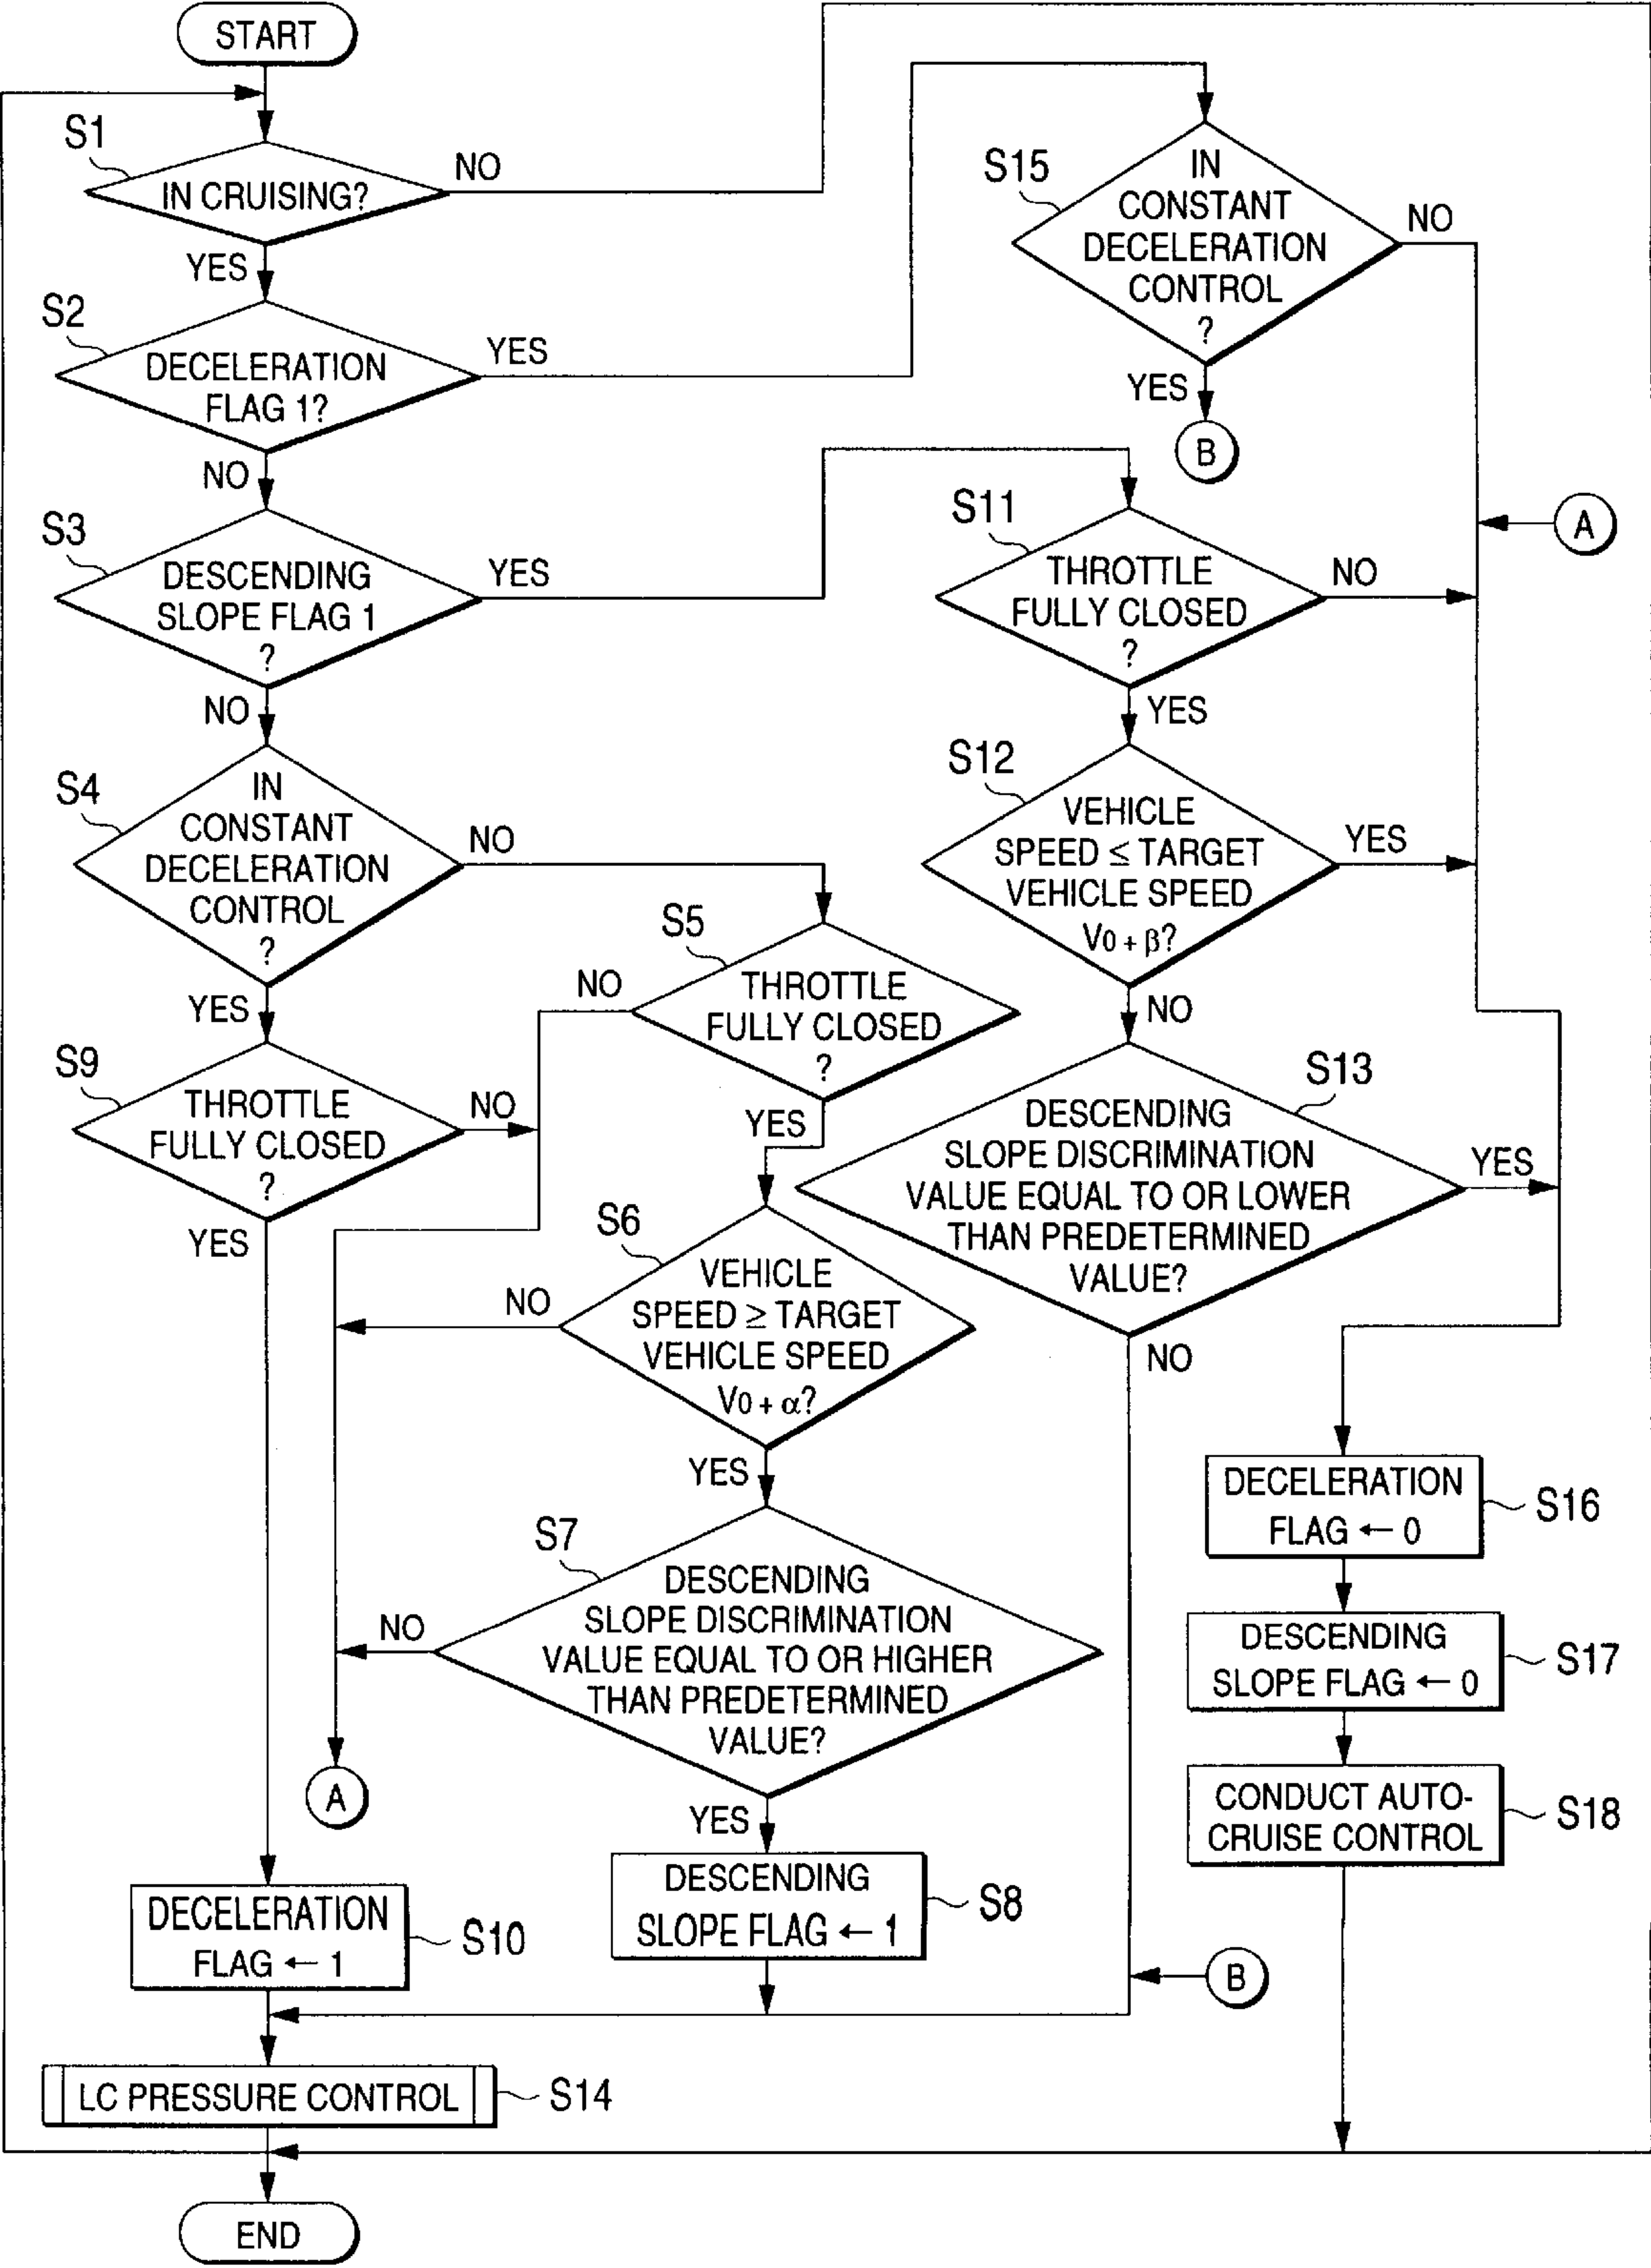 START
S1
IN CRUISING?
NO
YES
S2
DECELERATION
FLAG 1?
YES
NO
S3
DESCENDING
SLOPE FLAG 1
?
YES
NO
S4
IN
CONSTANT
DECELERATION
CONTROL
?
NO
YES
S5
THROTTLE
FULLY CLOSED
?
NO
YES
S9
THROTTLE
FULLY CLOSED
?
NO
YES
S6
VEHICLE
SPEED ≥ TARGET
VEHICLE SPEED
V0 + α?
NO
YES
S7
DESCENDING
SLOPE DISCRIMINATION
VALUE EQUAL TO OR HIGHER
THAN PREDETERMINED
VALUE?
NO
YES
A
S8
DESCENDING
SLOPE FLAG ← 1
S10
DECELERATION
FLAG ← 1
LC PRESSURE CONTROL
S14
END
S15
IN
CONSTANT
DECELERATION
CONTROL
?
NO
YES
B
A
S11
THROTTLE
FULLY CLOSED
?
NO
YES
S12
VEHICLE
SPEED ≤ TARGET
VEHICLE SPEED
V0 + β?
YES
NO
S13
DESCENDING
SLOPE DISCRIMINATION
VALUE EQUAL TO OR LOWER
THAN PREDETERMINED
VALUE?
YES
NO
DECELERATION
FLAG ← 0
S16
DESCENDING
SLOPE FLAG ← 0
S17
CONDUCT AUTO-
CRUISE CONTROL
S18
B